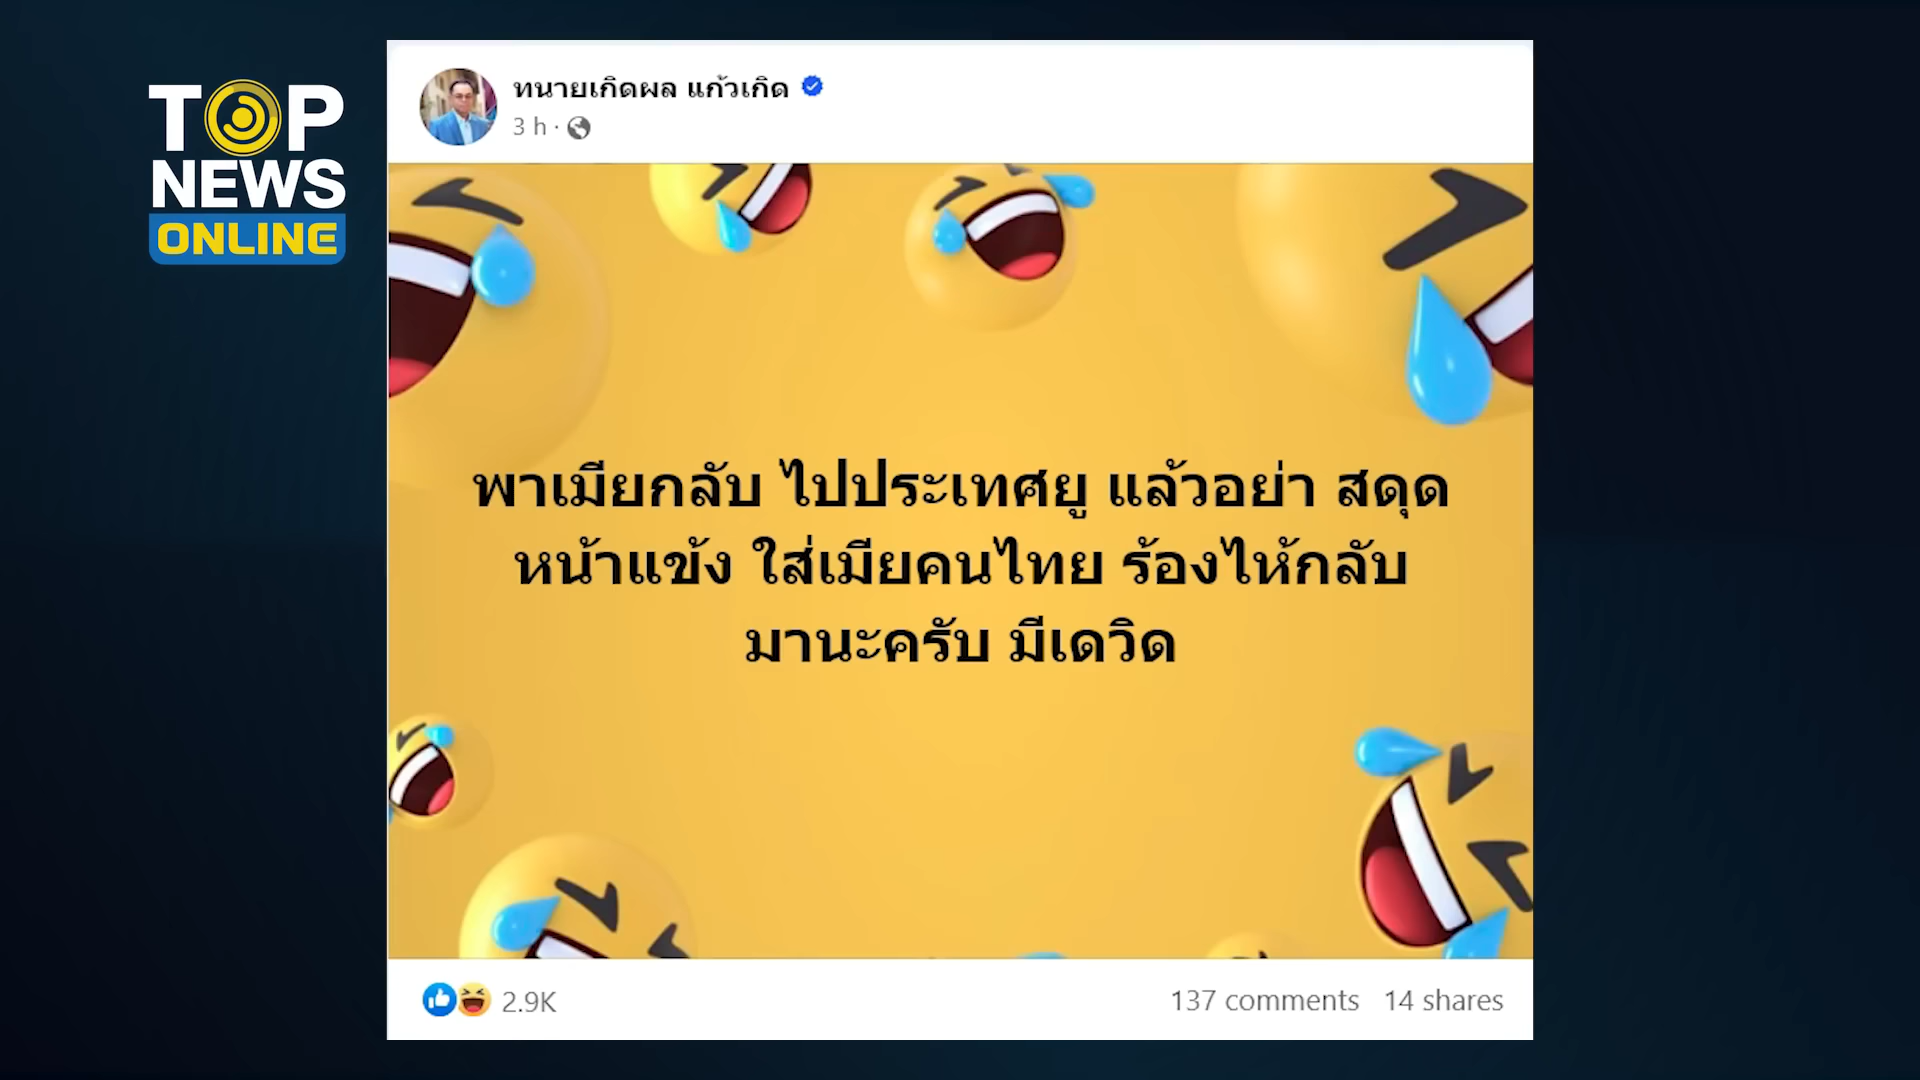 TOP
NEWS
ONLINE
ทนายเกิดผล แก้วเกิด
3 h ·
พาเมียกลับ ไปประเทศยู แล้วอย่า สดุด
หน้าแข้ง ใส่เมียคนไทย ร้องไห้กลับ
มานะครับ มีเดวิด
2.9K
137 comments 14 shares